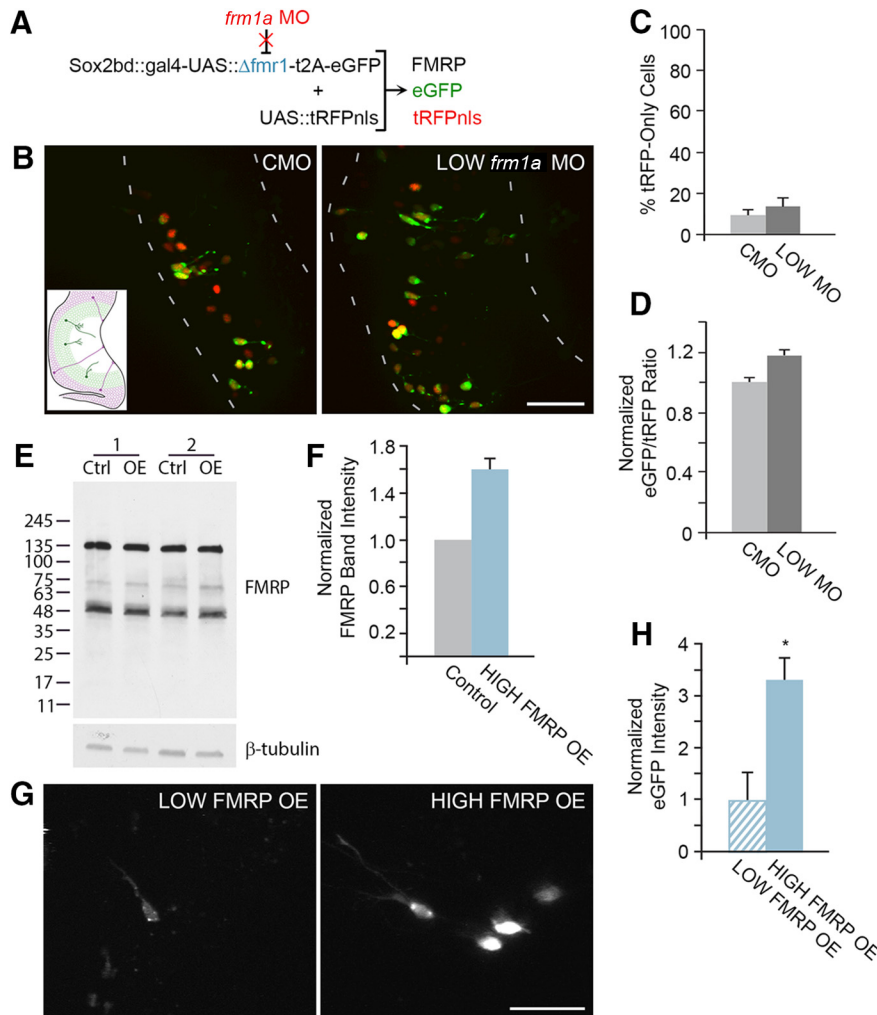 A
frm1a MO
Sox2bd::gal4-UAS::Δfmr1-t2A-eGFP
+
UAS::tRFPnls
FMRP
eGFP
tRFPnls
B
CMO
LOW frm1a MO
C
% tRFP-Only Cells
100
80
60
40
20
0
CMO
LOW MO
D
Normalized
eGFP/tRFP Ratio
1.2
0.8
0.4
0
CMO
LOW MO
E
1 2
Ctrl OE Ctrl OE
245
135
100
75
63
48
35
25
17
11
FMRP
β-tubulin
F
Normalized
FMRP Band Intensity
1.8
1.4
1.0
0.6
0.2
Control
HIGH FMRP OE
G
LOW FMRP OE
HIGH FMRP OE
H
Normalized
eGFP Intensity
4
3
2
1
0
*
LOW FMRP OE
HIGH FMRP OE